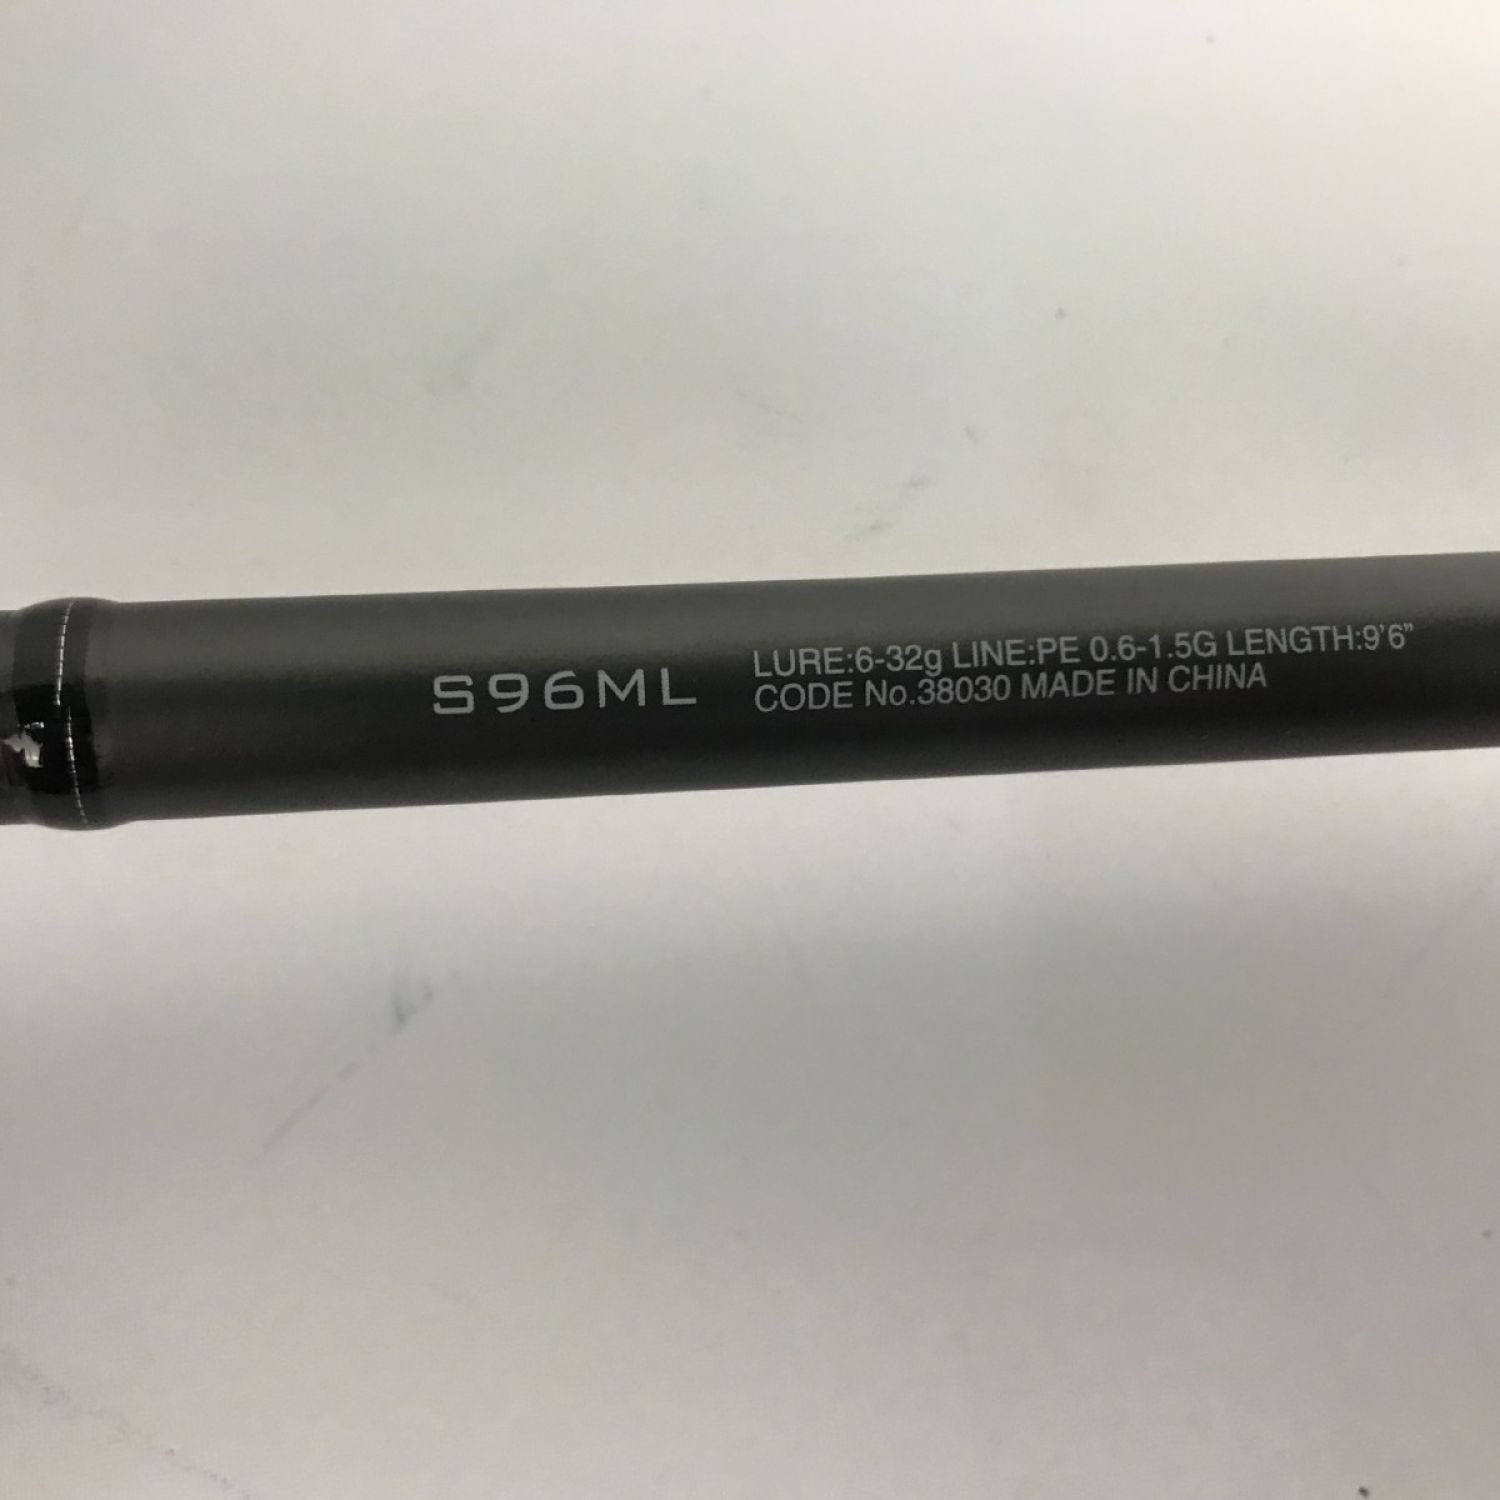 S96ML
LURE:6-32g LINE:PE 0.6-1.5G LENGTH:9'6"
CODE No.38030 MADE IN CHINA